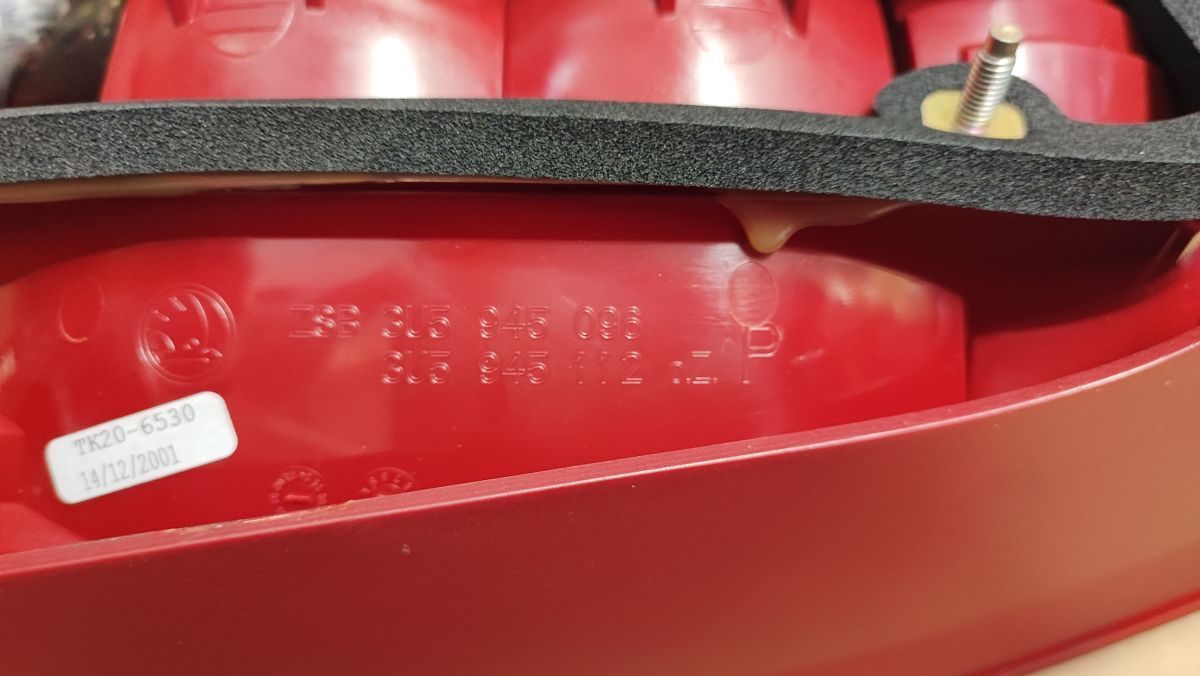 ZSB 3U5 945 096
3U5 945 112 n.Z. P
TK20-6530
14/12/2001